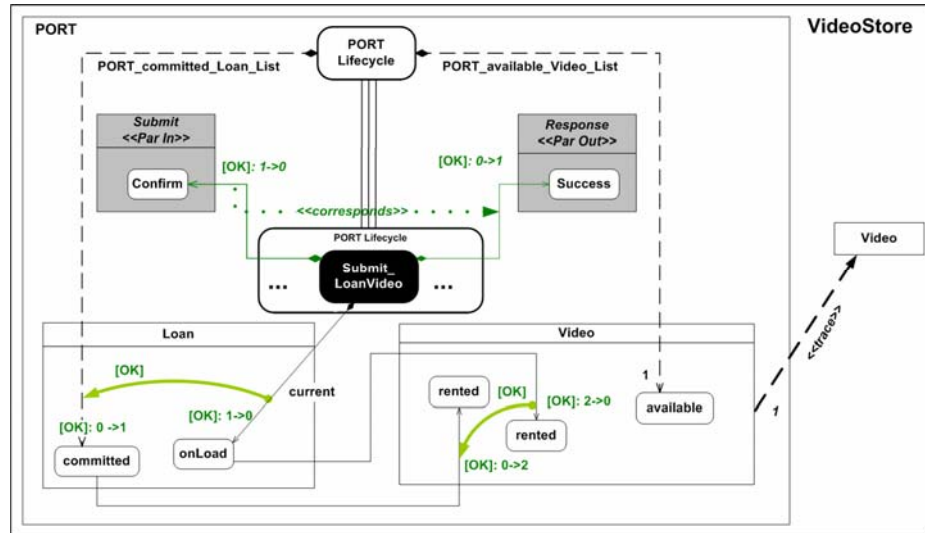 PORT
VideoStore
PORT
Lifecycle
PORT_committed_Loan_List
PORT_available_Video_List
Submit
<<Par In>>
Response
<<Par Out>>
[OK]: 1->0
[OK]: 0->1
Confirm
Success
<<corresponds>>
PORT Lifecycle
Submit_
LoanVideo
...
...
Video
<<trace>>
1
Loan
Video
[OK]
current
[OK]: 1->0
[OK]: 0 ->1
committed
onLoad
rented
[OK]
[OK]: 2->0
rented
[OK]: 0->2
1
available